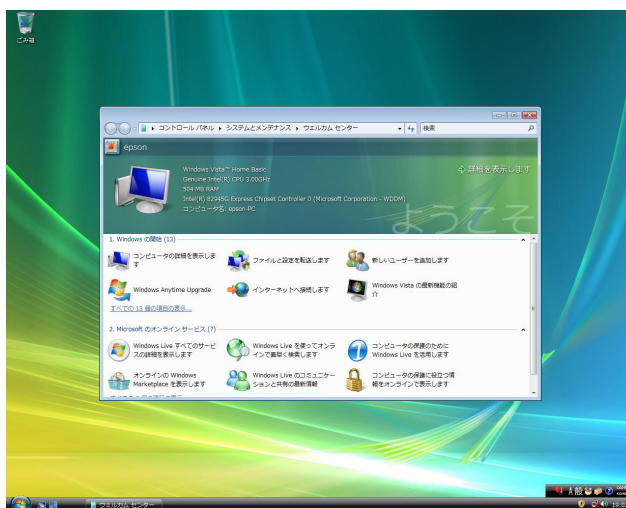 ごみ箱
コントロール パネル
システムとメンテナンス
ウエルカム センター
検索
epson
Windows Vista™ Home Basic
Genuine Intel(R) CPU 3.00GHz
504 MB RAM
Intel(R) 82945G Express Chipset Controller 0 (Microsoft Corporation - WDDM)
コンピュータ名: epson-PC
詳細を表示します
ようこそ
1. Windows の開始 (13)
コンピュータの詳細を表示しま
す
ファイルと設定を転送します
新しいユーザーを追加します
Windows Anytime Upgrade
インターネットへ接続します
Windows Vista の最新機能の紹
介
すべての 13 個の項目の表示...
2. Microsoft のオンライン サービス (7)
Windows Live すべてのサービ
スの詳細を表示します
Windows Live を使ってオンラ
インで素早く検索します
コンピュータの保護のために
Windows Live を活用します
オンラインの Windows
Marketplace を表示します
Windows Live のコミュニケー
ションと共有の最新情報
コンピュータの保護に役立つ情
報をオンラインで表示します
A 般
ウエルカム センター